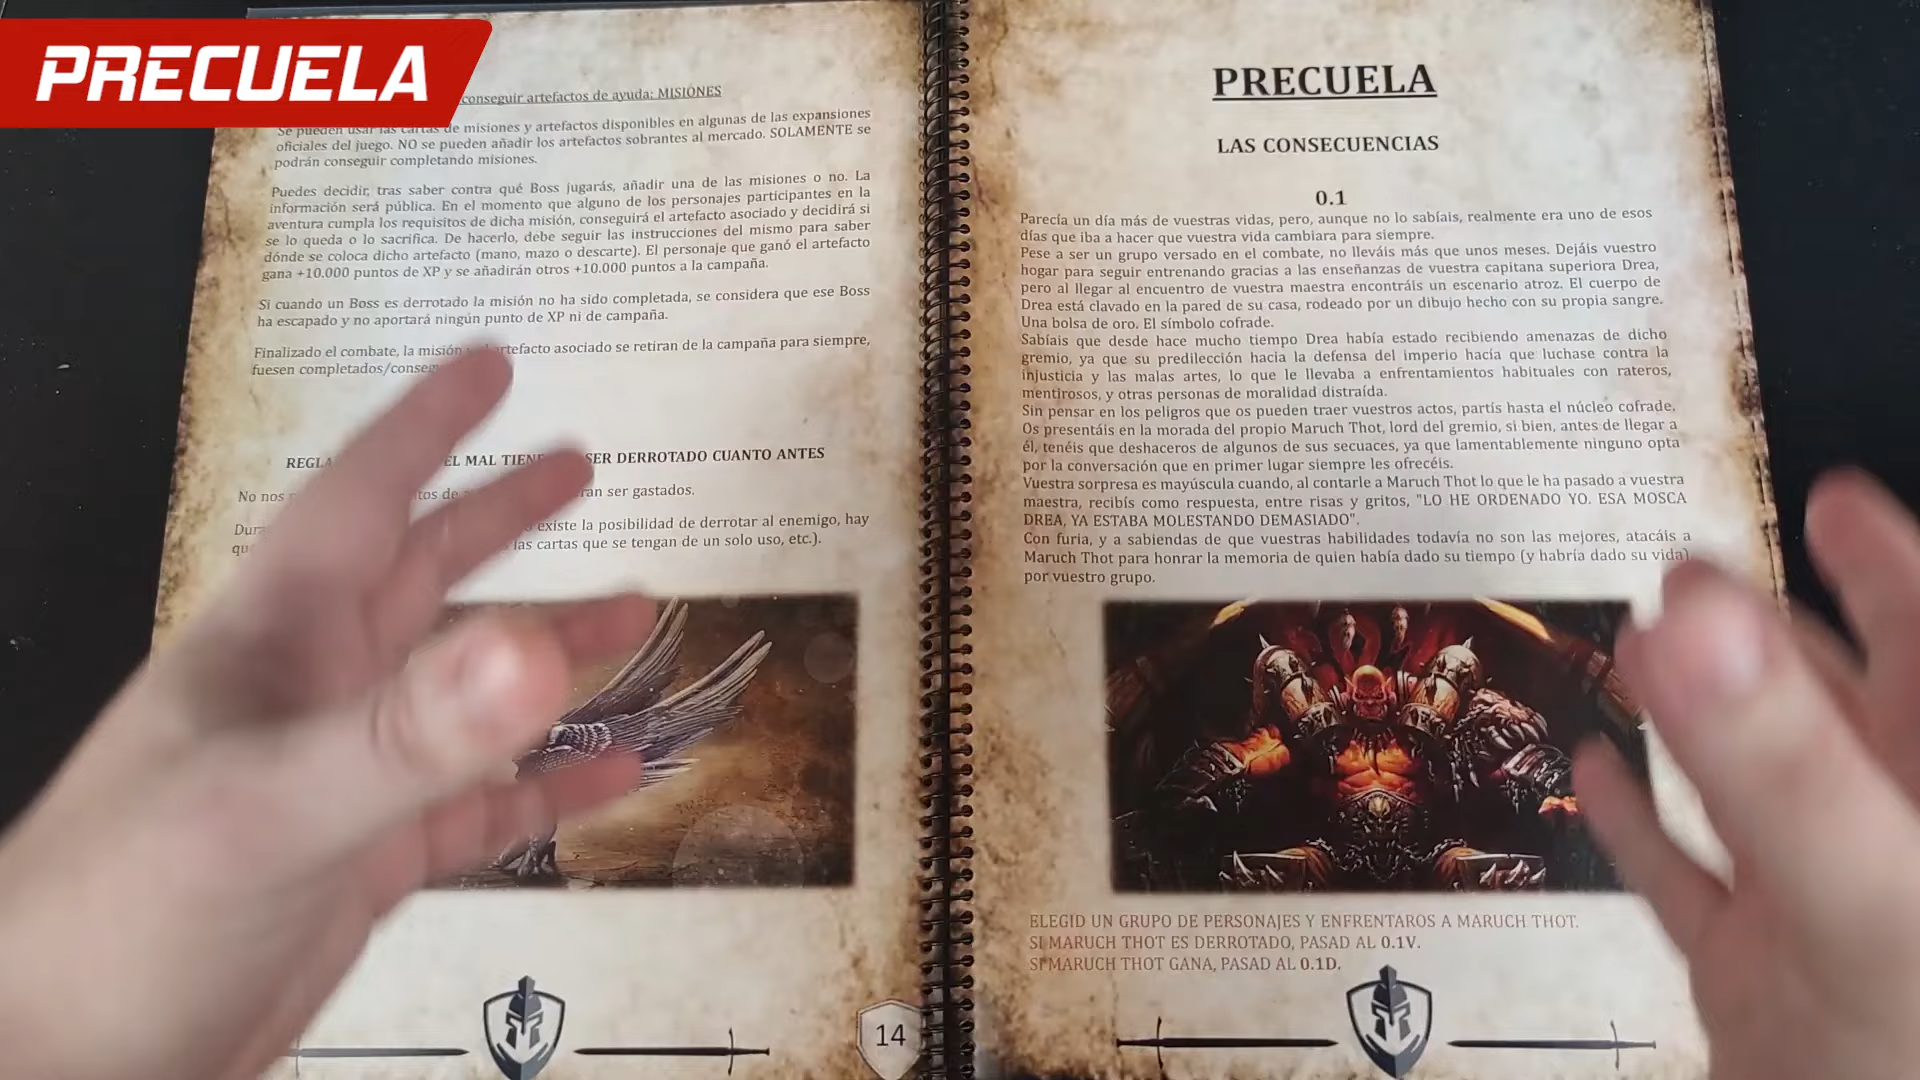 PRECUELA
conseguir artefactos de ayuda: MISIONES
Se pueden usar las cartas de misiones y artefactos disponibles en algunas de las expansiones
oficiales del juego. NO se pueden añadir los artefactos sobrantes al mercado. SOLAMENTE se
podrán conseguir completando misiones.
Puedes decidir, tras saber contra qué Boss jugarás, añadir una de las misiones o no. La
información será pública. En el momento que alguno de los personajes participantes en la
aventura cumpla los requisitos de dicha misión, conseguirá el artefacto asociado y decidirá si
se lo queda o lo sacrifica. De hacerlo, debe seguir las instrucciones del mismo para saber
dónde se coloca dicho artefacto (mano, mazo o descarte). El personaje que ganó el artefacto
gana +10.000 puntos de XP y se añadirán otros +10.000 puntos a la campaña.
Si cuando un Boss es derrotado la misión no ha sido completada, se considera que ese Boss
ha escapado y no aportará ningún punto de XP ni de campaña.
Finalizado el combate, la misión artefacto asociado se retiran de la campaña para siempre,
fuesen completados/
EL MAL SER DERROTADO CUANTO ANTES
No nos ser gastados.
existe la posibilidad de derrotar al enemigo, hay
las cartas que se tengan de un solo uso, etc.).
14
PRECUELA
LAS CONSECUENCIAS
0.1
Parecía un día más de vuestras vidas, pero, aunque no lo sabíais, realmente era uno de esos
días que iba a hacer que vuestra vida cambiara para siempre.
Pese a ser un grupo versado en el combate, no lleváis más que unos meses. Dejáis vuestro
hogar para seguir entrenando gracias a las enseñanzas de vuestra capitana superiora Drea,
pero al llegar al encuentro de vuestra maestra encontráis un escenario atroz. El cuerpo de
Drea está clavado en la pared de su casa, rodeado por un dibujo hecho con su propia sangre.
Una bolsa de oro. El símbolo cofrade.
Sabíais que desde hace mucho tiempo Drea había estado recibiendo amenazas de dicho
gremio, ya que su predilección hacia la defensa del imperio hacía que luchase contra la
injusticia y las malas artes, lo que le llevaba a enfrentamientos habituales con rateros,
mentirosos, y otras personas de moralidad distraída.
Sin pensar en los peligros que os pueden traer vuestros actos, partís hasta el núcleo cofrade.
Os presentáis en la morada del propio Maruch Thot, lord del gremio, si bien, antes de llegar a
él, tenéis que deshaceros de algunos de sus secuaces, ya que lamentablemente ninguno opta
por la conversación que en primer lugar siempre les ofrecéis.
Vuestra sorpresa es mayúscula cuando, al contarle a Maruch Thot lo que le ha pasado a vuestra
maestra, recibís como respuesta, entre risas y gritos, "LO HE ORDENADO YO. ESA MOSCA
DREA, YA ESTABA MOLESTANDO DEMASIADO".
Con furia, y a sabiendas de que vuestras habilidades todavía no son las mejores, atacáis a
Maruch Thot para honrar la memoria de quien había dado su tiempo (y habría dado su vida)
por vuestro grupo.
ELEGID UN GRUPO DE PERSONAJES Y ENFRENTAROS A MARUCH THOT.
SI MARUCH THOT ES DERROTADO, PASAD AL 0.1V.
SI MARUCH THOT GANA, PASAD AL 0.1D.